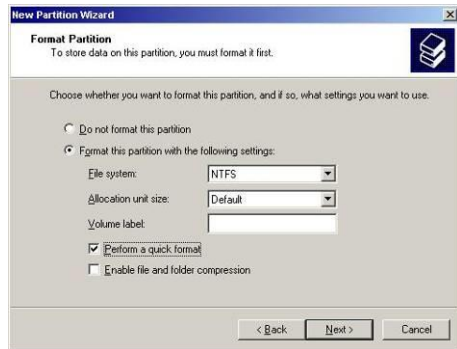 New Partition Wizard
Format Partition
To store data on this partition, you must format it first.
Choose whether you want to format this partition, and if so, what settings you want to use.
Do not format this partition
Format this partition with the following settings:
File system: NTFS
Allocation unit size: Default
Volume label:
Perform a quick format
Enable file and folder compression
< Back Next > Cancel